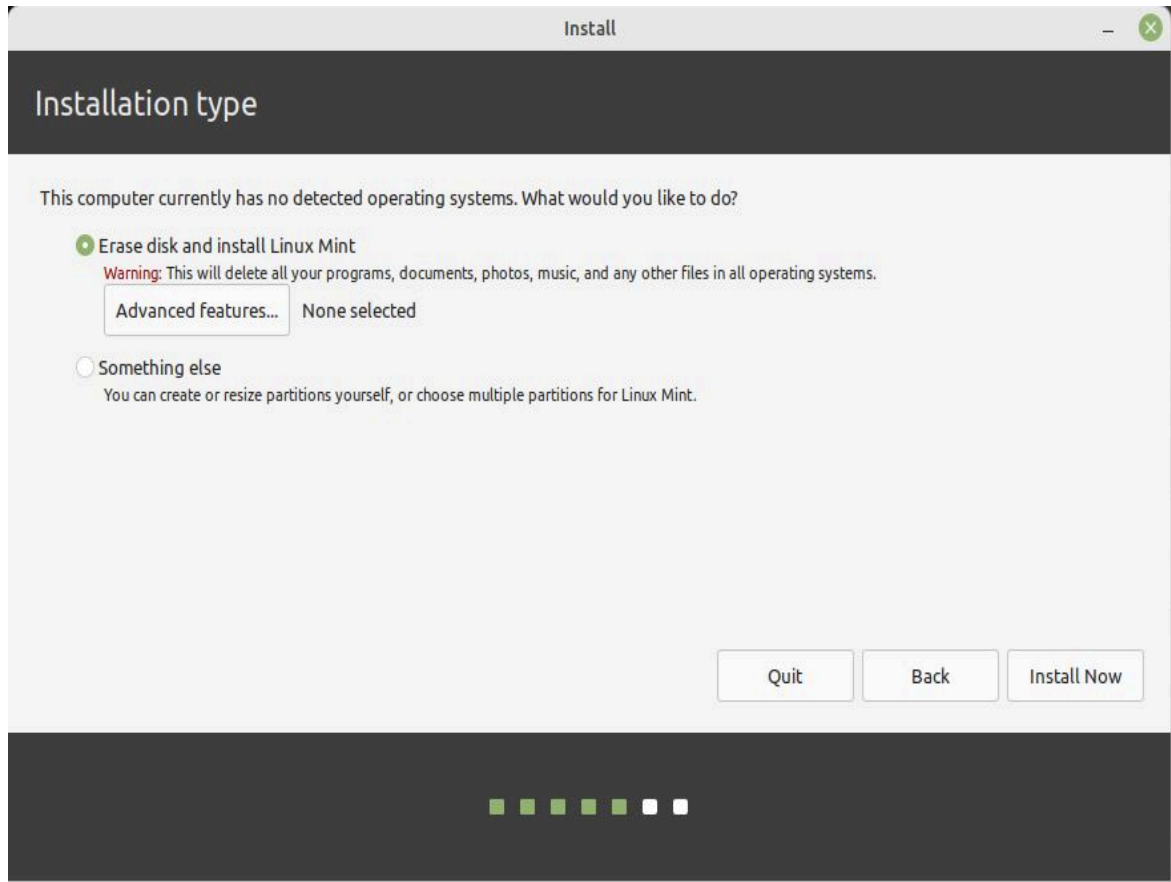 Install
Installation type
This computer currently has no detected operating systems. What would you like to do?
Erase disk and install Linux Mint
Warning: This will delete all your programs, documents, photos, music, and any other files in all operating systems.
Advanced features... None selected
Something else
You can create or resize partitions yourself, or choose multiple partitions for Linux Mint.
Quit Back Install Now